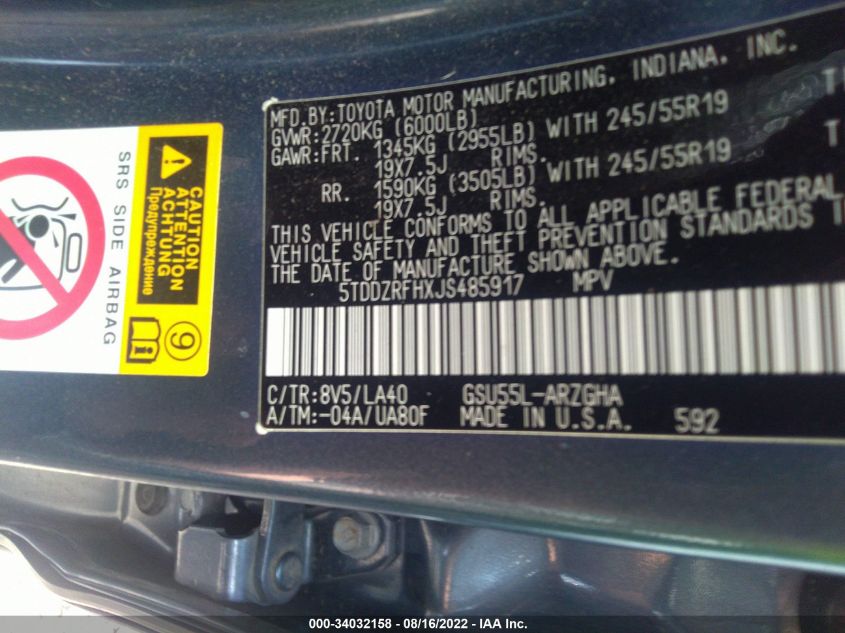 MFD. BY: TOYOTA MOTOR MANUFACTURING, INDIANA, INC.
GVWR: 2720KG (6000LB)
GAWR: FRT. 1345KG (2955LB) WITH 245/55R19
19X7.5J RIMS.
RR. 1590KG (3505LB) WITH 245/55R19
19X7.5J RIMS.
THIS VEHICLE CONFORMS TO ALL APPLICABLE FEDERAL
VEHICLE SAFETY AND THEFT PREVENTION STANDARDS
THE DATE OF MANUFACTURE SHOWN ABOVE.
5TDDZRFHXJS485917 MPV
C/TR: 8V5/LA40 GSU55L-ARZGHA
A/TM: -04A/UA80F MADE IN U.S.A. 592
SRS SIDE AIRBAG
CAUTION
ATTENTION
ACHTUNG
Предупреждение
9
i
000-34032158 - 08/16/2022 - IAA Inc.